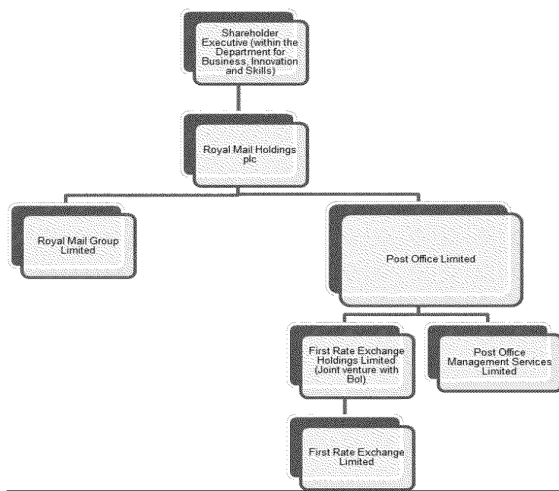 Shareholder
Executive (within the
Department for
Business, Innovation
and Skills)
Royal Mail Holdings
plc
Royal Mail Group
Limited
Post Office Limited
First Rate Exchange
Holdings Limited
(Joint venture with
BoI)
Post Office
Management Services
Limited
First Rate Exchange
Limited